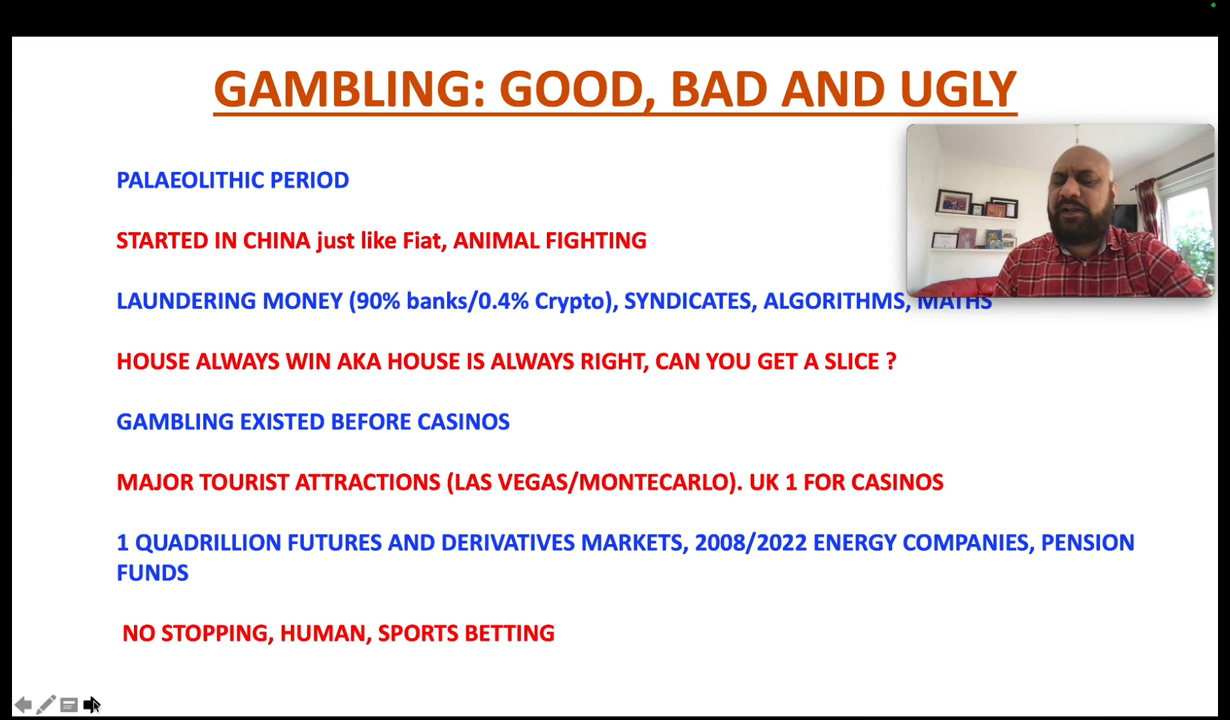 GAMBLING: GOOD, BAD AND UGLY
PALAEOLITHIC PERIOD
STARTED IN CHINA just like Fiat, ANIMAL FIGHTING
LAUNDERING MONEY (90% banks/0.4% Crypto), SYNDICATES, ALGORITHMS, MATHS
HOUSE ALWAYS WIN AKA HOUSE IS ALWAYS RIGHT, CAN YOU GET A SLICE ?
GAMBLING EXISTED BEFORE CASINOS
MAJOR TOURIST ATTRACTIONS (LAS VEGAS/MONTECARLO). UK 1 FOR CASINOS
1 QUADRILLION FUTURES AND DERIVATIVES MARKETS, 2008/2022 ENERGY COMPANIES, PENSION
FUNDS
NO STOPPING, HUMAN, SPORTS BETTING